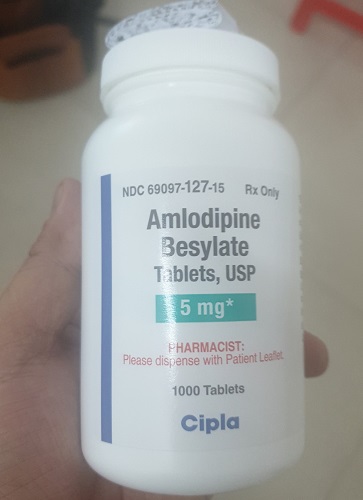 NDC 69097-127-15 Rx Only
Amlodipine
Besylate
Tablets, USP
5 mg*
PHARMACIST:
Please dispense with Patient Leaflet.
1000 Tablets
Cipla